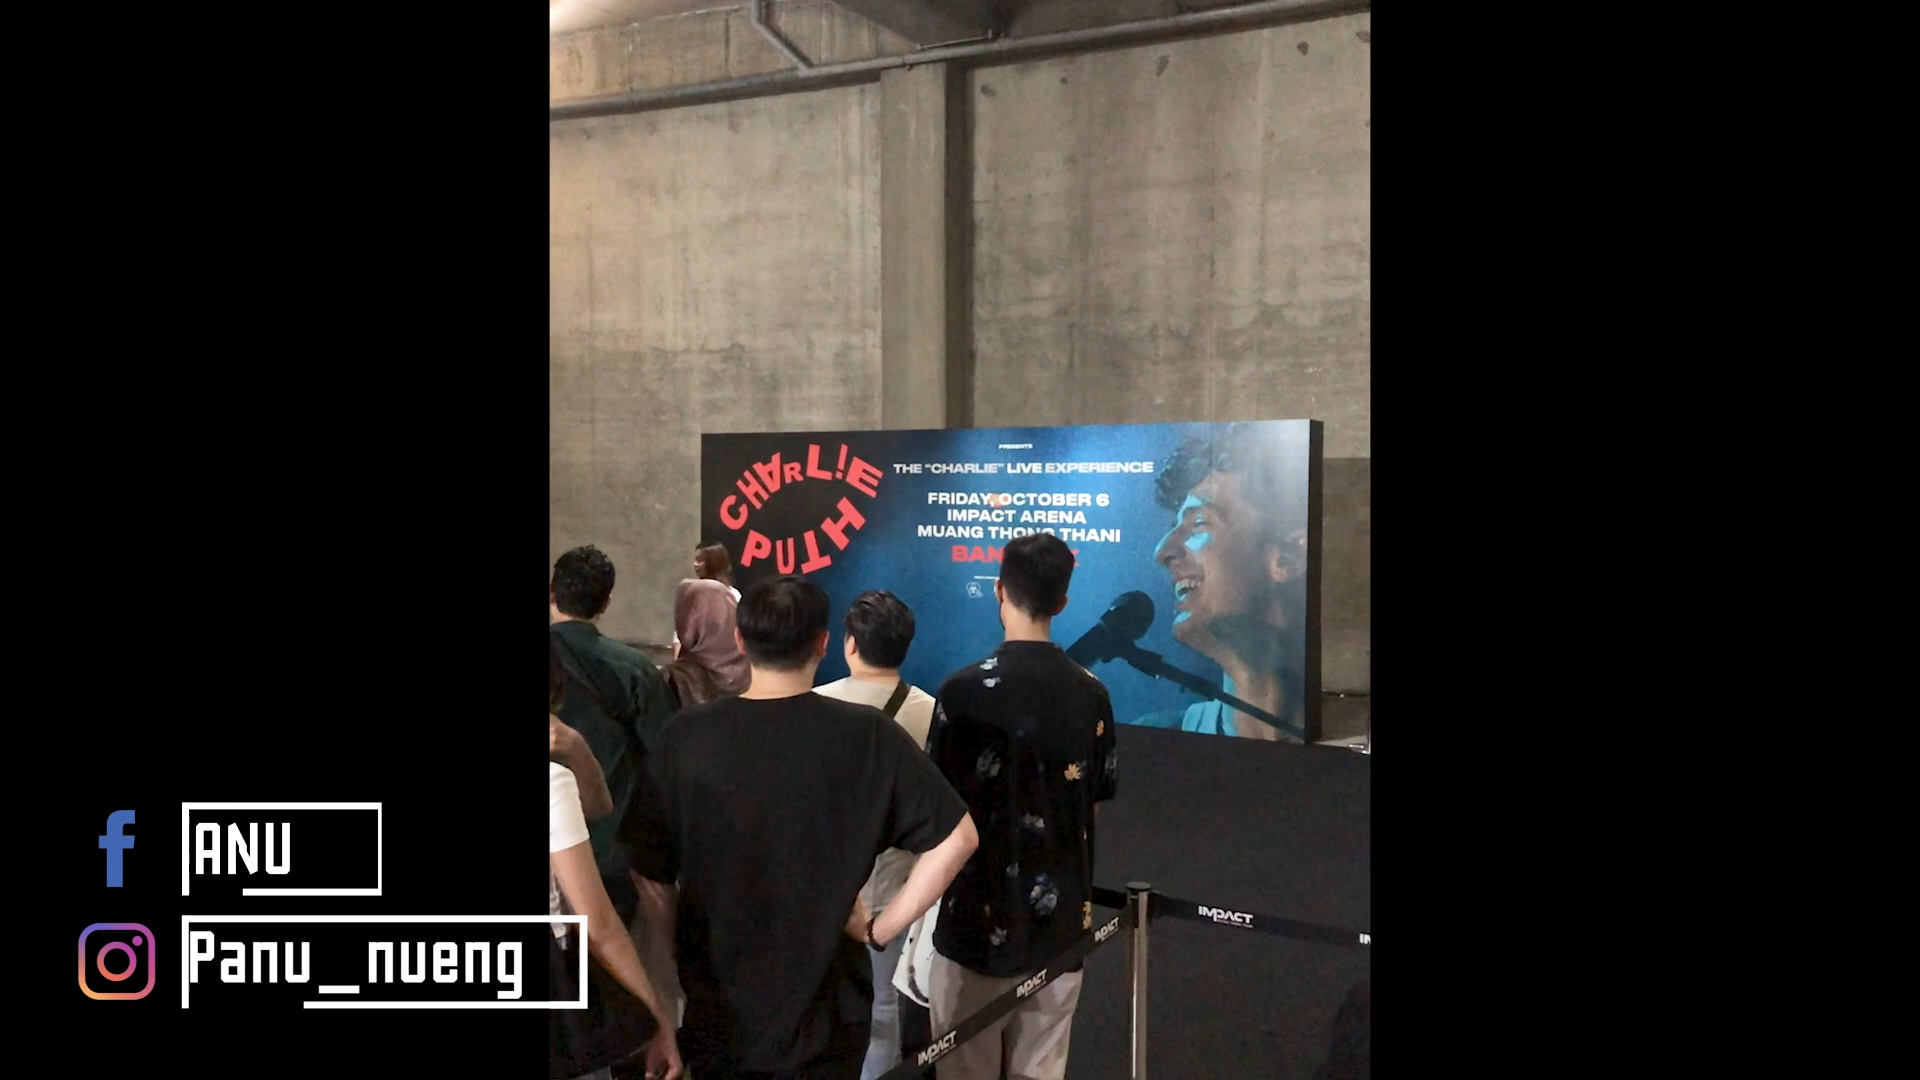 CHARL!E
PUTH
PRESENTS
THE "CHARLIE" LIVE EXPERIENCE
FRIDAY, OCTOBER 6
IMPACT ARENA
MUANG THONG THANI
ANU
Panu_nueng
IMPACT
IMPACT
IMPACT
IMPACT